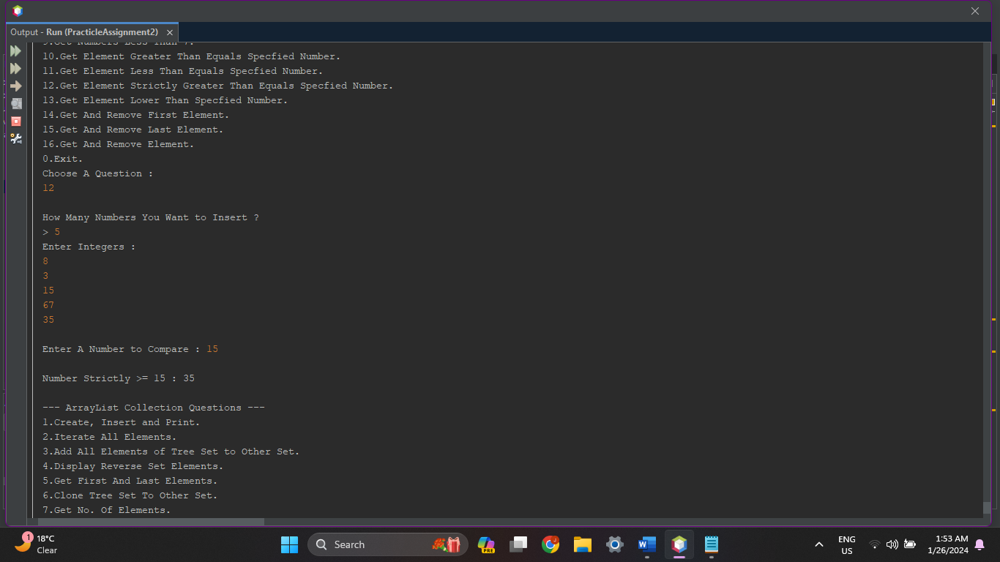 Output - Run (PracticleAssignment2) ×
9.Get Numbers Less Than 7.
10.Get Element Greater Than Equals Specfied Number.
11.Get Element Less Than Equals Specfied Number.
12.Get Element Strictly Greater Than Equals Specfied Number.
13.Get Element Lower Than Specfied Number.
14.Get And Remove First Element.
15.Get And Remove Last Element.
16.Get And Remove Element.
0.Exit.
Choose A Question :
12
How Many Numbers You Want to Insert ?
> 5
Enter Integers :
8
3
15
67
35
Enter A Number to Compare : 15
Number Strictly >= 15 : 35
--- ArrayList Collection Questions ---
1.Create, Insert and Print.
2.Iterate All Elements.
3.Add All Elements of Tree Set to Other Set.
4.Display Reverse Set Elements.
5.Get First And Last Elements.
6.Clone Tree Set To Other Set.
7.Get No. Of Elements.
1
18°C
Clear
Search
PRE
W
ENG
US
1:53 AM
1/26/2024